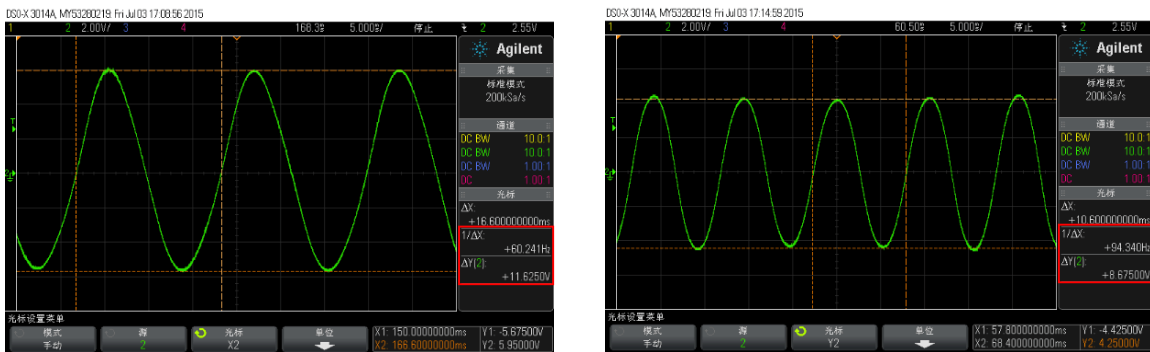 DSO-X 3014A, MY53280219: Fri Jul 03 17:08:56 2015
1 2 2.00V/ 3 4 168.3s 5.000s/ 停止 2 2.55V
Agilent
采集
标准模式
200kSa/s
通道
DC BW 10.0:1
DC BW 10.0:1
DC BW 1.00:1
DC 1.00:1
光标
ΔX:
+16.600000000ms
1/ΔX:
+60.241Hz
ΔY(2):
+11.6250V
光标设置菜单
模式 源 光标 单位
手动 2 X2
X1: 150.00000000ms Y1: -5.67500V
X2: 166.60000000ms Y2: 5.95000V
DSO-X 3014A, MY53280219: Fri Jul 03 17:14:59 2015
1 2 2.00V/ 3 4 60.50s 5.000s/ 停止 2 2.55V
Agilent
采集
标准模式
200kSa/s
通道
DC BW 10.0:1
DC BW 10.0:1
DC BW 1.00:1
DC 1.00:1
光标
ΔX:
+10.600000000ms
1/ΔX:
+94.340Hz
ΔY(2):
+8.67500V
光标设置菜单
模式 源 光标 单位
手动 2 Y2
X1: 57.800000000ms Y1: -4.42500V
X2: 68.400000000ms Y2: 4.25000V